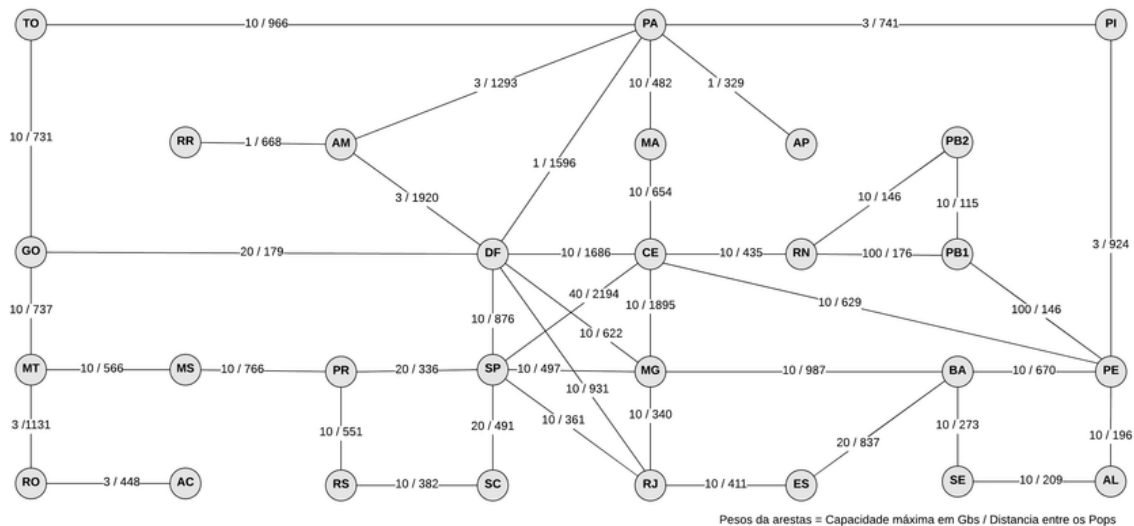 TO 10 / 966 PA 3 / 741 PI
3 / 1293 10 / 482 1 / 329
10 / 731 RR 1 / 668 AM MA AP PB2
1 / 1596
3 / 1920 10 / 654 10 / 146 10 / 115
GO 20 / 179 DF 10 / 1686 CE 10 / 435 RN 100 / 176 PB1 3 / 924
40 / 2194
10 / 737 10 / 876 10 / 622 10 / 1895 10 / 629 100 / 146
MT 10 / 566 MS 10 / 766 PR 20 / 336 SP 10 / 497 MG 10 / 987 BA 10 / 670 PE
10 / 931
3 /1131 10 / 551 20 / 491 10 / 361 10 / 340 20 / 837 10 / 273 10 / 196
RO 3 / 448 AC RS 10 / 382 SC RJ 10 / 411 ES SE 10 / 209 AL
Pesos da arestas = Capacidade máxima em Gbs / Distancia entre os Pops